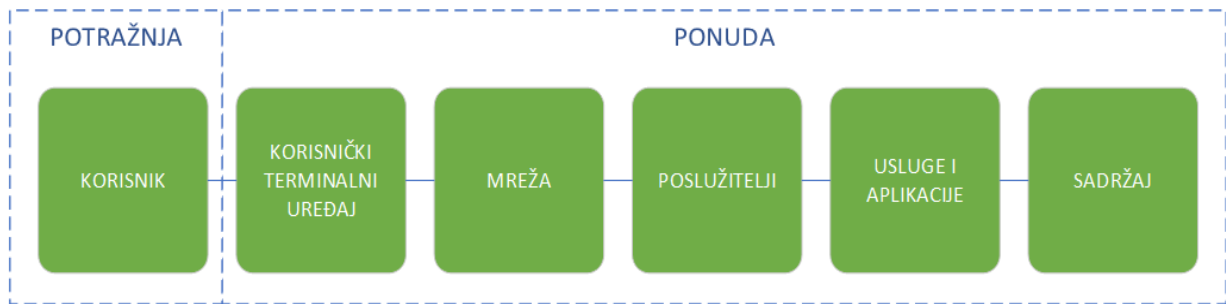 POTRAŽNJA
PONUDA
KORISNIK
KORISNIČKI
TERMINALNI
UREĐAJ
MREŽA
POSLUŽITELJI
USLUGE I
APLIKACIJE
SADRŽAJ